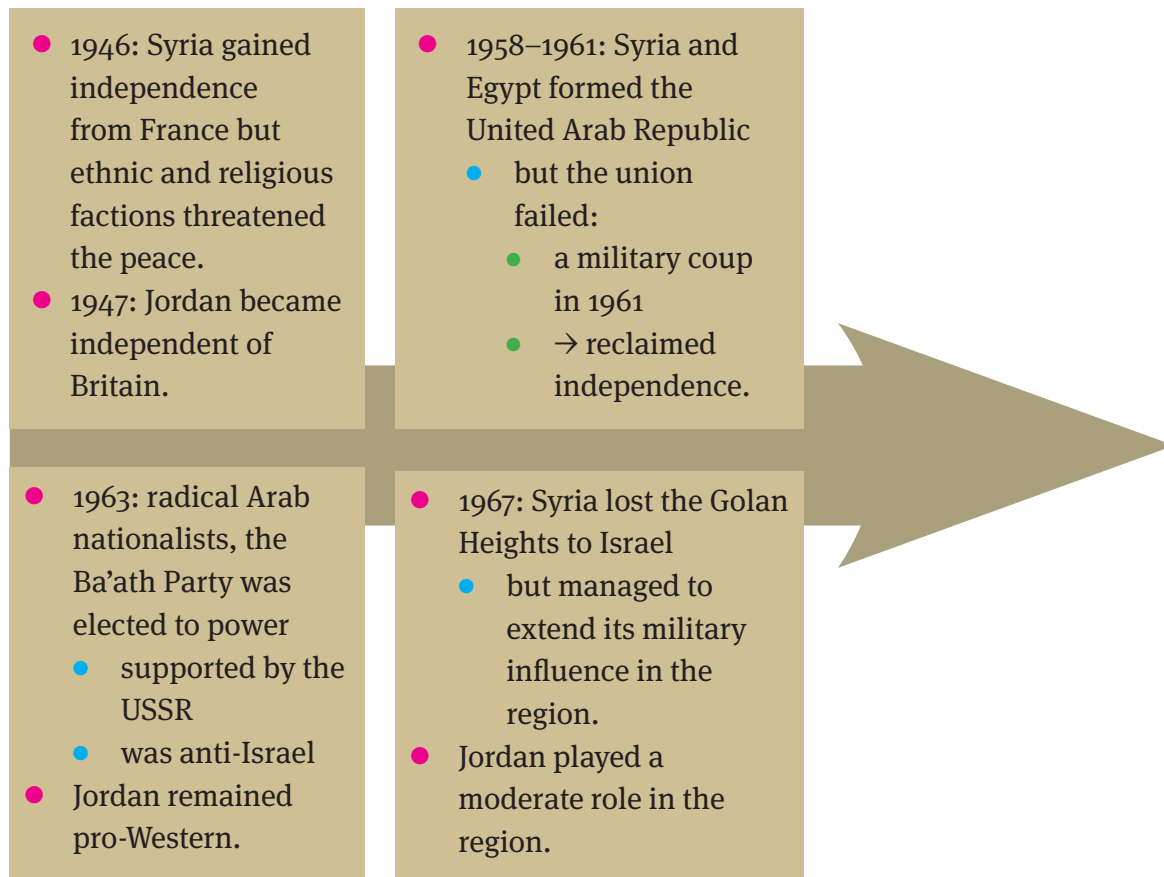 1946: Syria gained
independence
from France but
ethnic and religious
factions threatened
the peace.
1947: Jordan became
independent of
Britain.
1958–1961: Syria and
Egypt formed the
United Arab Republic
but the union
failed:
a military coup
in 1961
→ reclaimed
independence.
1963: radical Arab
nationalists, the
Ba’ath Party was
elected to power
supported by the
USSR
was anti-Israel
Jordan remained
pro-Western.
1967: Syria lost the Golan
Heights to Israel
but managed to
extend its military
influence in the
region.
Jordan played a
moderate role in the
region.